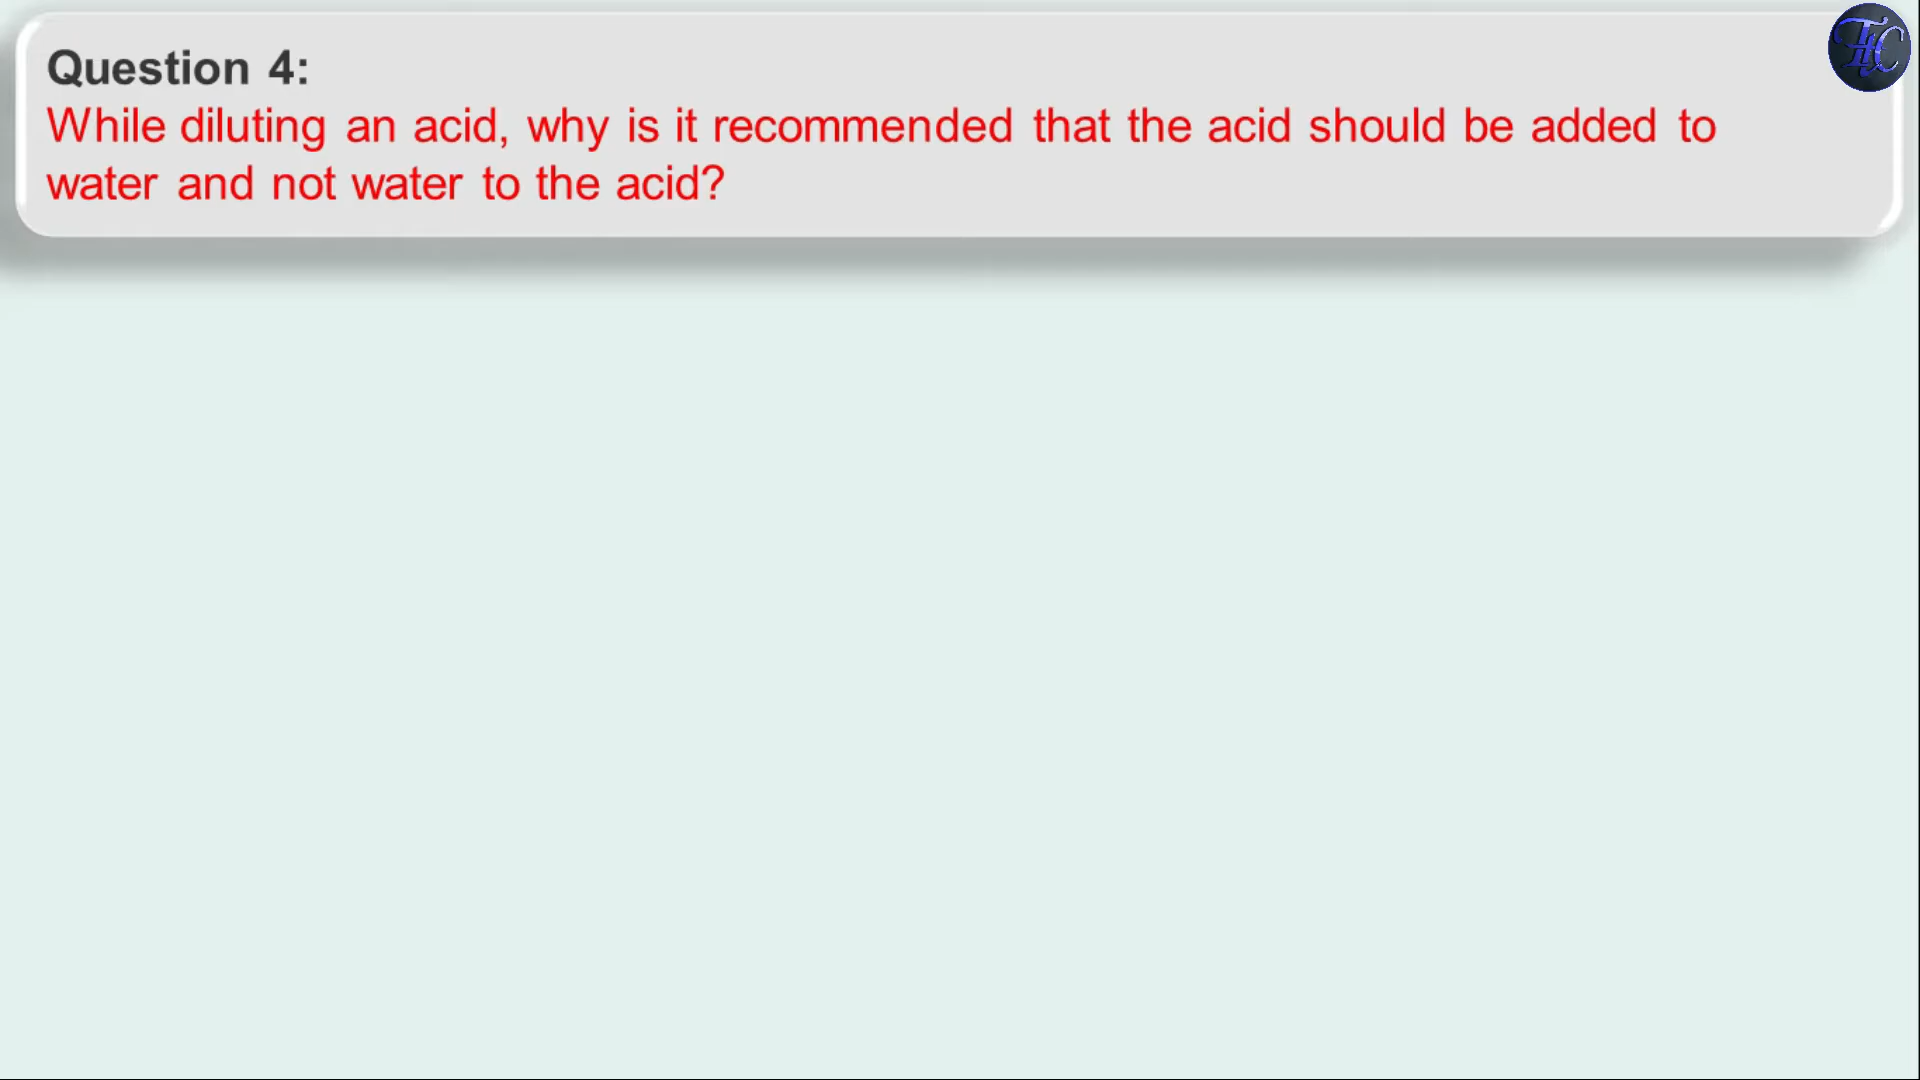 Question 4:
While diluting an acid, why is it recommended that the acid should be added to
water and not water to the acid?